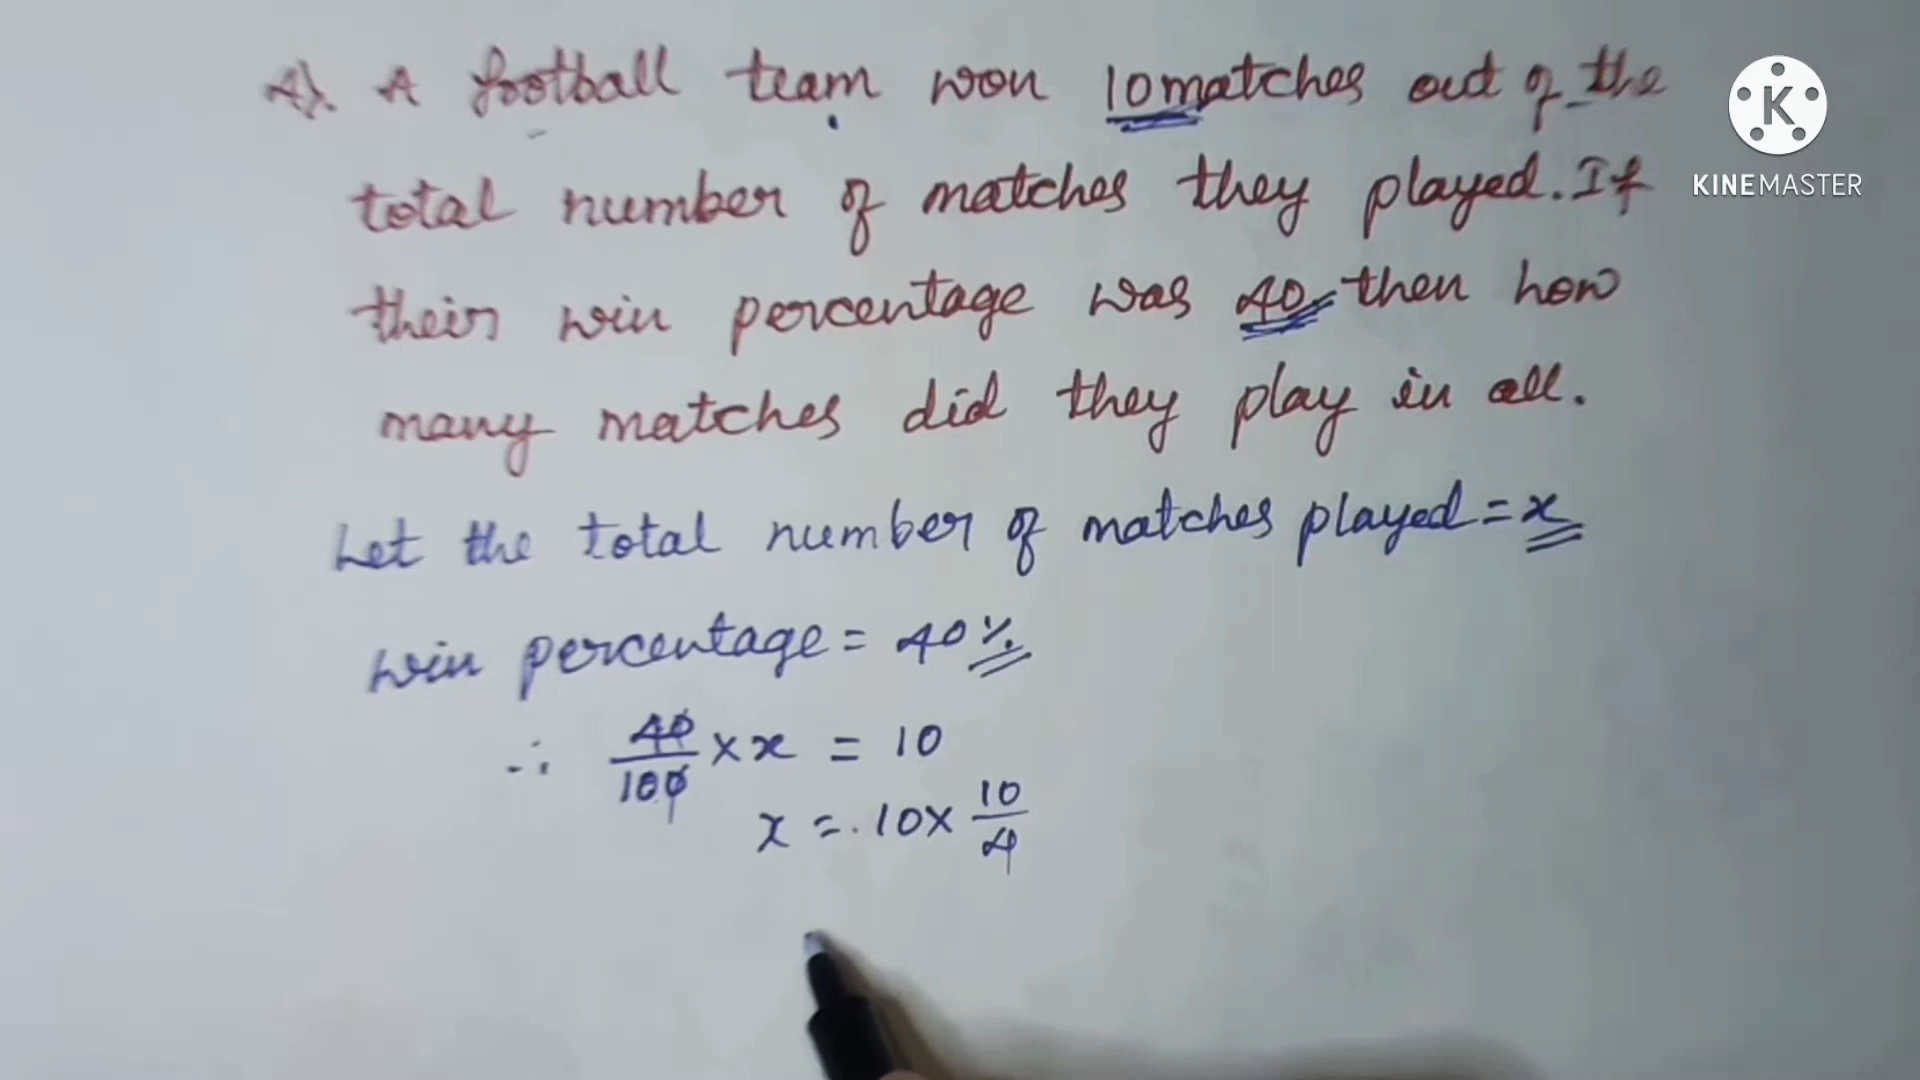 4). A football team won 10 matches out of the
total number of matches they played. If
their win percentage was 40, then how
many matches did they play in all.
Let the total number of matches played = x
win percentage = 40%
∴ 40/100 × x = 10
x = 10 × 10/4
K
KINEMASTER